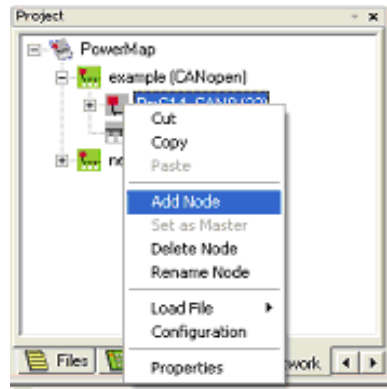 Project
PowerMap
example (CANopen)
Cut
Copy
Paste
Add Node
Set as Master
Delete Node
Rename Node
Load File
Configuration
Properties
Files